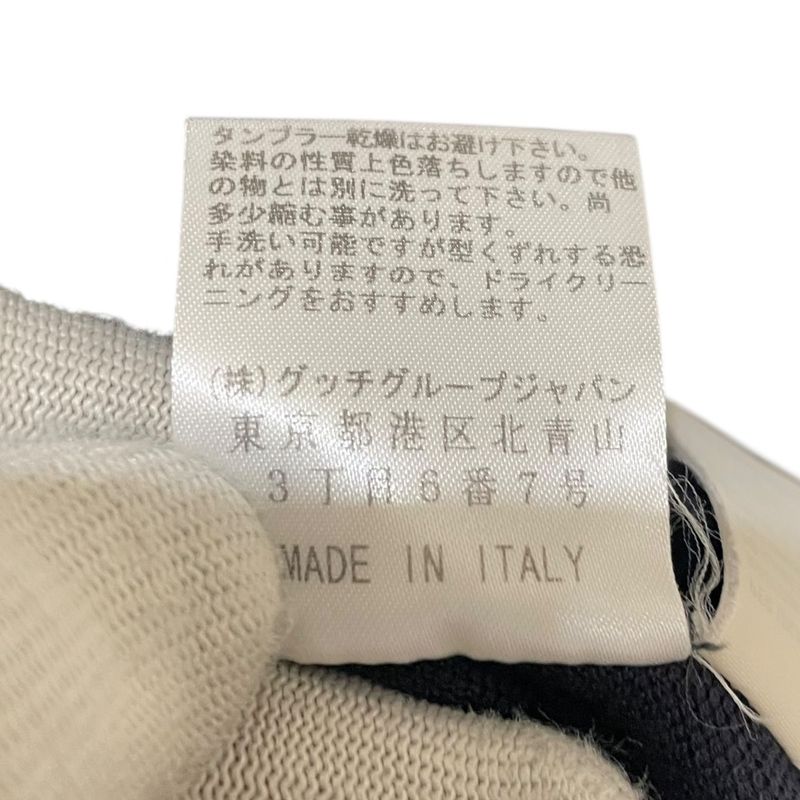 タンブラー乾燥はお避け下さい。
染料の性質上色落ちしますので他
の物とは別に洗って下さい。尚
多少縮む事があります。
手洗い可能ですが型くずれする恐
れがありますので、ドライクリー
ニングをおすすめします。
(株)グッチグループジャパン
東京都港区北青山
3丁目6番7号
MADE IN ITALY